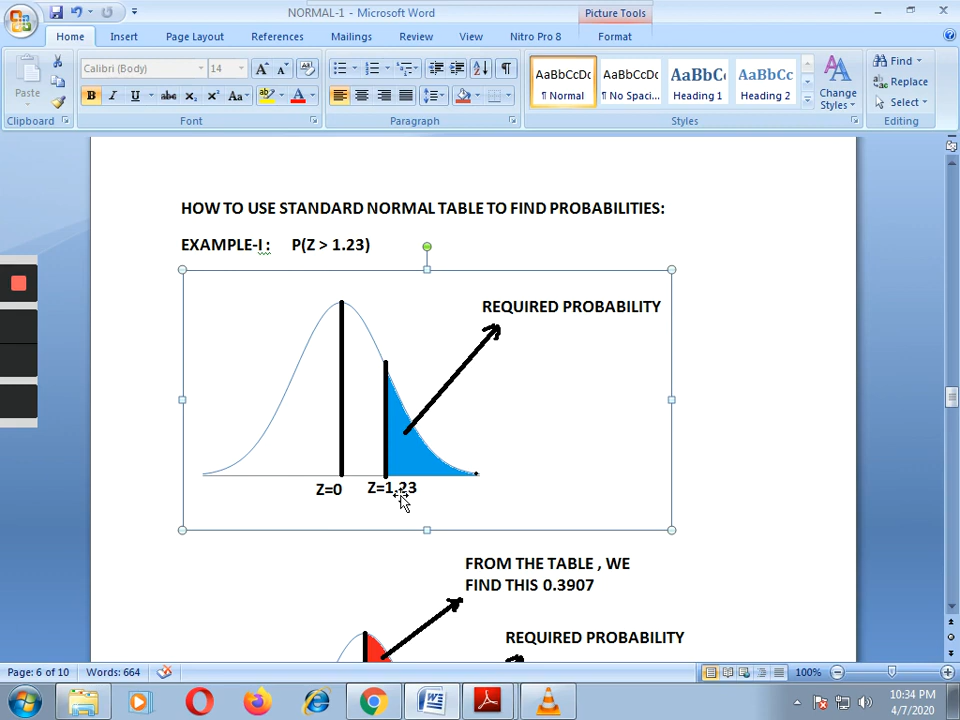 NORMAL-1 - Microsoft Word
Picture Tools
Home Insert Page Layout References Mailings Review View Nitro Pro 8 Format
Calibri (Body) 14
Paste
AaBbCcDc AaBbCcDc AaBbCc AaBbCc
¶ Normal ¶ No Spaci... Heading 1 Heading 2
Change Styles
Find
Replace
Select
Clipboard Font Paragraph Styles Editing
HOW TO USE STANDARD NORMAL TABLE TO FIND PROBABILITIES:
EXAMPLE-I : P(Z > 1.23)
REQUIRED PROBABILITY
Z=0 Z=1.23
FROM THE TABLE , WE
FIND THIS 0.3907
REQUIRED PROBABILITY
Page: 6 of 10 Words: 664 100%
10:34 PM
4/7/2020